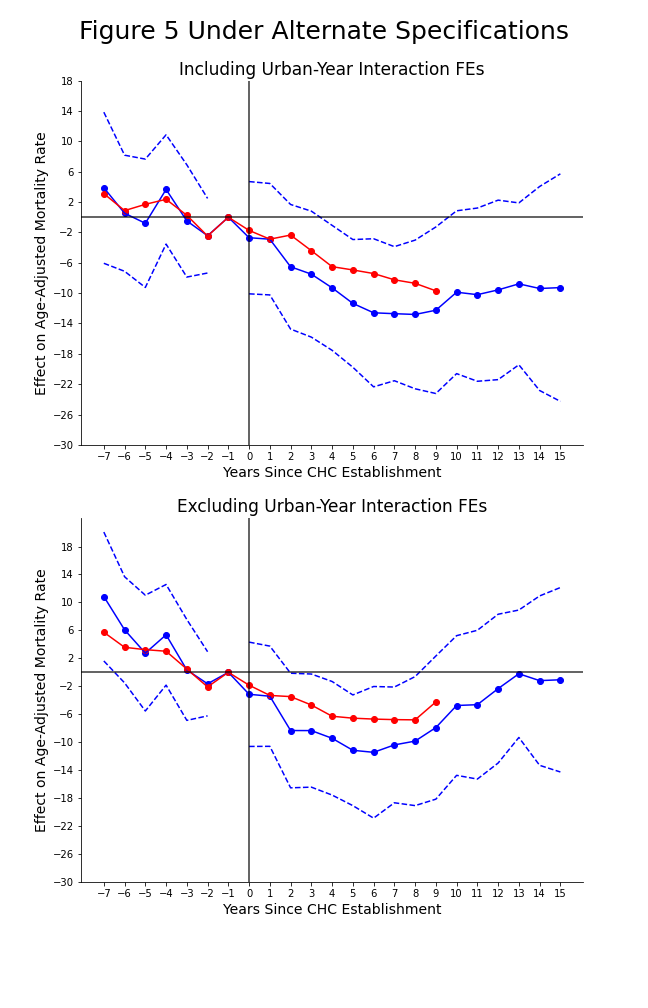 Figure 5 Under Alternate Specifications
Including Urban-Year Interaction FEs
Effect on Age-Adjusted Mortality Rate
18
14
10
6
2
−2
−6
−10
−14
−18
−22
−26
−30
−7 −6 −5 −4 −3 −2 −1 0 1 2 3 4 5 6 7 8 9 10 11 12 13 14 15
Years Since CHC Establishment
Excluding Urban-Year Interaction FEs
Effect on Age-Adjusted Mortality Rate
18
14
10
6
2
−2
−6
−10
−14
−18
−22
−26
−30
−7 −6 −5 −4 −3 −2 −1 0 1 2 3 4 5 6 7 8 9 10 11 12 13 14 15
Years Since CHC Establishment